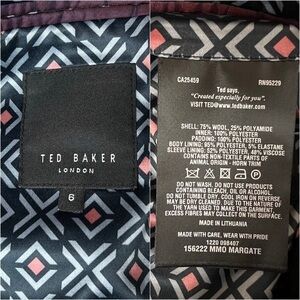 TED BAKER
LONDON
6
CA25459 RN95229
Ted says,
"Created especially for you".
VISIT TED@WWW.tedbaker.com
SHELL: 75% WOOL, 25% POLYAMIDE
INNER: 100% POLYESTER
PADDING: 100% POLYESTER
BODY LINING: 95% POLYESTER, 5% ELASTANE
SLEEVE LINING: 52% POLYESTER, 48% VISCOSE
CONTAINS NON-TEXTILE PARTS OF
ANIMAL ORIGIN - HORN TRIM
DO NOT WASH. DO NOT USE PRODUCTS
CONTAINING BLEACH, OIL OR ALCOHOL.
DO NOT TUMBLE DRY. COOL IRON ON REVERSE
MAY BE DRY CLEANED. DUE TO THE
NATURE OF THE YARN USED IN THIS GARMENT
EXCESS FIBRES MAY COLLECT ON OTHER CLOTHING.
MADE IN LITHUANIA
MADE WITH CARE, WEAR WITH PRIDE
1220 098407
156222 MMO MARGATE